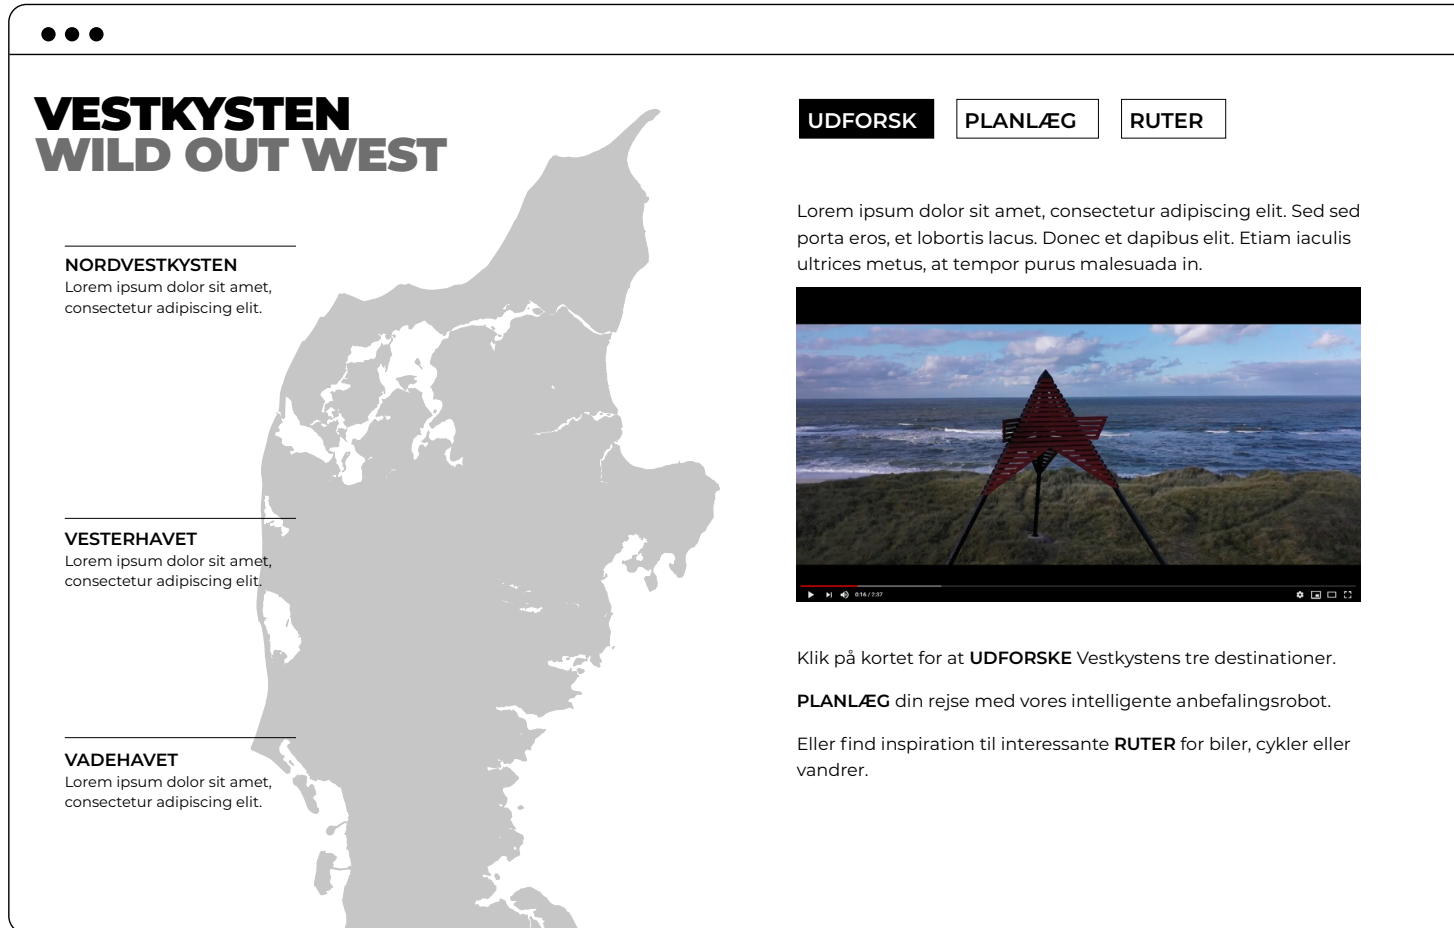 VESTKYSTEN
WILD OUT WEST
NORDVESTKYSTEN
Lorem ipsum dolor sit amet,
consectetur adipiscing elit.
VESTERHAVET
Lorem ipsum dolor sit amet,
consectetur adipiscing elit.
VADEHAVET
Lorem ipsum dolor sit amet,
consectetur adipiscing elit.
UDFORSK
PLANLÆG
RUTER
Lorem ipsum dolor sit amet, consectetur adipiscing elit. Sed sed
porta eros, et lobortis lacus. Donec et dapibus elit. Etiam iaculis
ultrices metus, at tempor purus malesuada in.
0:16 / 2:37
Klik på kortet for at UDFORSKE Vestkystens tre destinationer.
PLANLÆG din rejse med vores intelligente anbefalingsrobot.
Eller find inspiration til interessante RUTER for biler, cykler eller
vandrer.